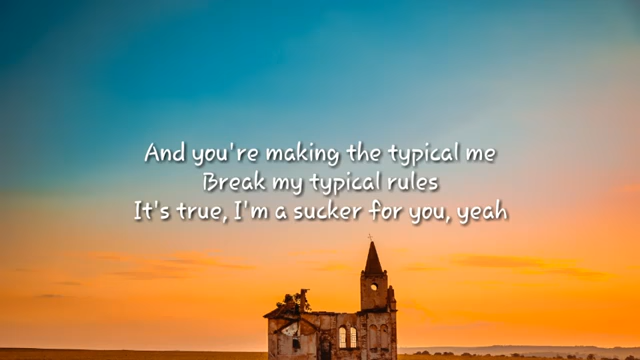 And you're making the typical me
Break my typical rules
It's true, I'm a sucker for you, yeah